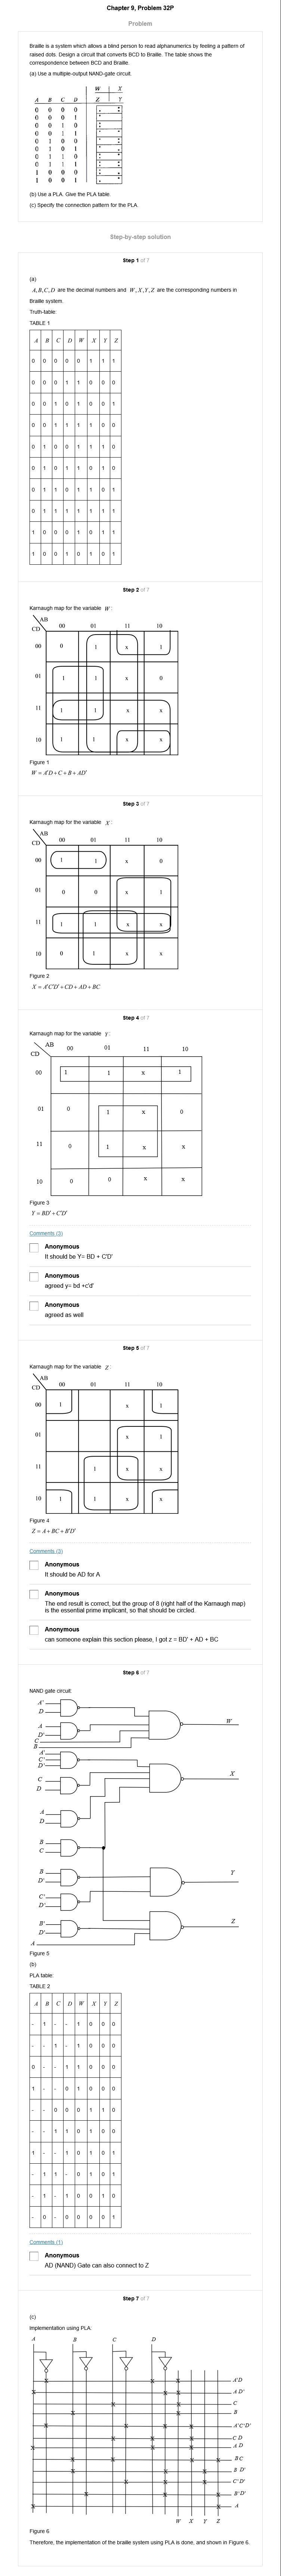 Chapter 9, Problem 32P
Problem
Braille is a system which allows a blind person to read alphanumerics by feeling a pattern of
raised dots. Design a circuit that converts BCD to Braille. The table shows the
correspondence between BCD and Braille.
(a) Use a multiple-output NAND-gate circuit.
W X
A B C D Z Y
0 0 0 0
0 0 0 1
0 0 1 0
0 0 1 1
0 1 0 0
0 1 0 1
0 1 1 0
0 1 1 1
1 0 0 0
1 0 0 1
(b) Use a PLA. Give the PLA table.
(c) Specify the connection pattern for the PLA.
Step-by-step solution
Step 1 of 7
(a)
A,B,C,D are the decimal numbers and W,X,Y,Z are the corresponding numbers in
Braille system.
Truth-table:
TABLE 1
A B C D W X Y Z
0 0 0 0 0 1 1 1
0 0 0 1 1 0 0 0
0 0 1 0 1 0 0 1
0 0 1 1 1 1 0 0
0 1 0 0 1 1 1 0
0 1 0 1 1 0 1 0
0 1 1 0 1 1 0 1
0 1 1 1 1 1 1 1
1 0 0 0 1 0 1 1
1 0 0 1 0 1 0 1
Step 2 of 7
Karnaugh map for the variable W:
AB
CD 00 01 11 10
00 0 1 x 1
01 1 1 x 0
11 1 1 x x
10 1 1 x x
Figure 1
W = A'D + C + B + AD'
Step 3 of 7
Karnaugh map for the variable X:
AB
CD 00 01 11 10
00 1 1 x 0
01 0 0 x 1
11 1 1 x x
10 0 1 x x
Figure 2
X = A'C'D' + CD + AD + BC
Step 4 of 7
Karnaugh map for the variable Y:
AB
CD 00 01 11 10
00 1 1 x 1
01 0 1 x 0
11 0 1 x x
10 0 0 x x
Figure 3
Y = BD' + C'D'
Comments (3)
Anonymous
It should be Y= BD + C'D'
Anonymous
agreed y= bd +c'd'
Anonymous
agreed as well
Step 5 of 7
Karnaugh map for the variable Z:
AB
CD 00 01 11 10
00 1 x 1
01 x 1
11 1 x x
10 1 1 x x
Figure 4
Z = A + BC + B'D'
Comments (3)
Anonymous
It should be AD for A
Anonymous
The end result is correct, but the group of 8 (right half of the Karnaugh map)
is the essential prime implicant, so that should be circled.
Anonymous
can someone explain this section please, I got z = BD' + AD + BC
Step 6 of 7
NAND gate circuit:
A'
D
A
D'
C
B
W
A'
C'
D'
C
D
X
A
D
B
C
B
D'
Y
C'
D'
B'
D'
Z
A
Figure 5
(b)
PLA table:
TABLE 2
A B C D W X Y Z
- 1 - - 1 0 0 0
- - 1 - 1 0 0 0
0 - - 1 1 0 0 0
1 - - 0 1 0 0 0
- - 0 0 0 1 1 0
- - 1 1 0 1 0 0
1 - - 1 0 1 0 1
- 1 1 - 0 1 0 1
- 1 - 1 0 0 1 0
- 0 - 0 0 0 0 1
Comments (1)
Anonymous
AD (NAND) Gate can also connect to Z
Step 7 of 7
(c)
Implementation using PLA:
A B C D
A'D
A D'
C
B
A'C'D'
C D
A D
B C
B D'
C' D'
B' D'
A
W X Y Z
Figure 6
Therefore, the implementation of the braille system using PLA is done, and shown in Figure 6.